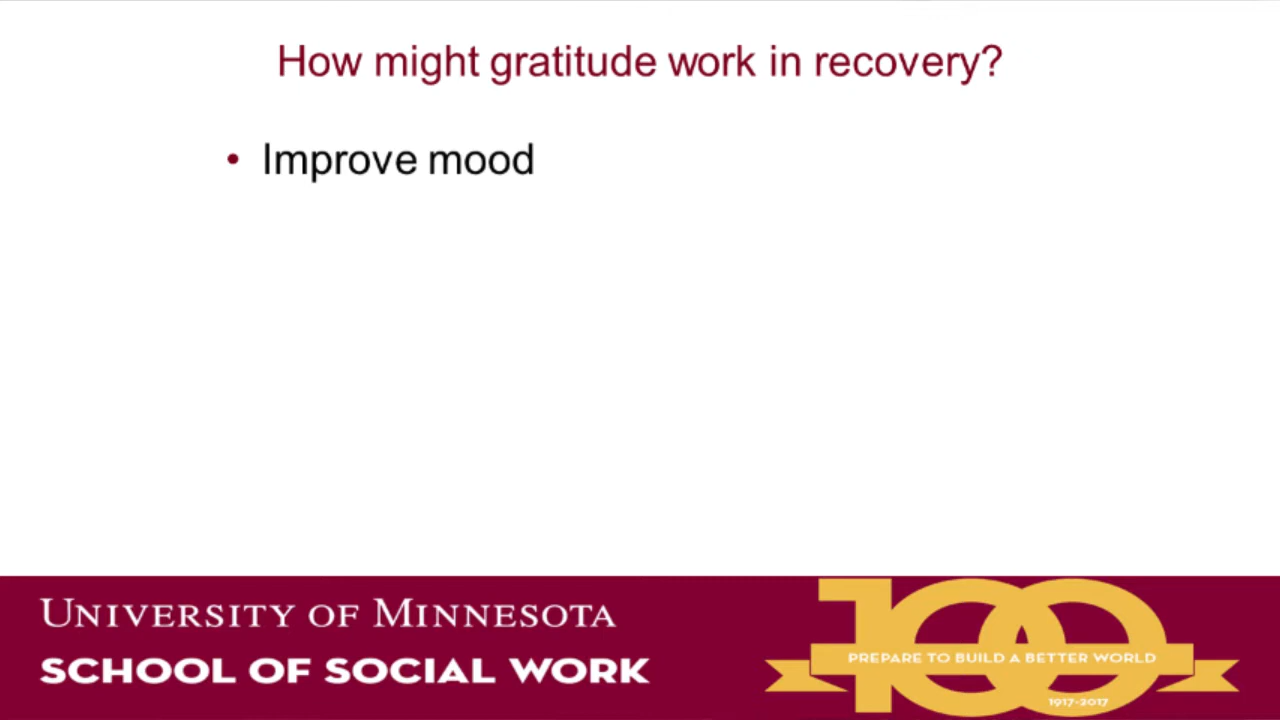 How might gratitude work in recovery?
• Improve mood
UNIVERSITY OF MINNESOTA
SCHOOL OF SOCIAL WORK
100
PREPARE TO BUILD A BETTER WORLD
1917-2017